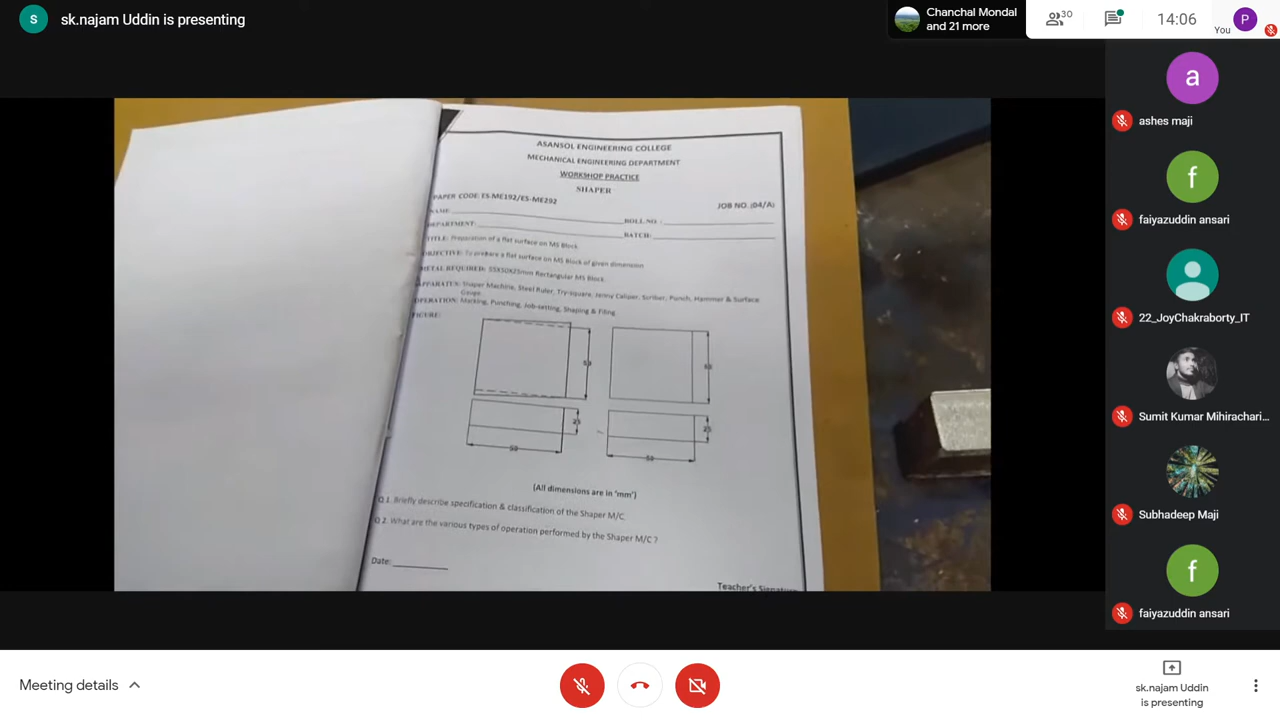 S
sk.najam Uddin is presenting
Chanchal Mondal
and 21 more
30
14:06
You
P
a
ashes maji
f
faiyazuddin ansari
22_JoyChakraborty_IT
Sumit Kumar Mihirachari...
Subhadeep Maji
f
faiyazuddin ansari
ASANSOL ENGINEERING COLLEGE
MECHANICAL ENGINEERING DEPARTMENT
WORKSHOP PRACTICE
SHAPER
PAPER CODE: ES-ME192/ES-ME292
JOB NO. (04/A)
NAME:
ROLL NO :
DEPARTMENT:
BATCH:
TITLE: Preparation of a flat surface on MS Block
OBJECTIVE: To prepare a flat surface on MS Block of given dimension
METAL REQUIRED: 55X50X25mm Rectangular MS Block.
APPARATUS: Shaper Machine, Steel Ruler, Try-square, Jenny Caliper, Scriber, Punch, Hammer & Surface
Gauge
OPERATION: Marking, Punching, Job-setting, Shaping & Filing
FIGURE:
25
25
50
50
(All dimensions are in 'mm')
Q 1. Briefly describe specification & classification of the Shaper M/C.
Q 2. What are the various types of operation performed by the Shaper M/C ?
Date:
Teacher's Signature
Meeting details
sk.najam Uddin
is presenting